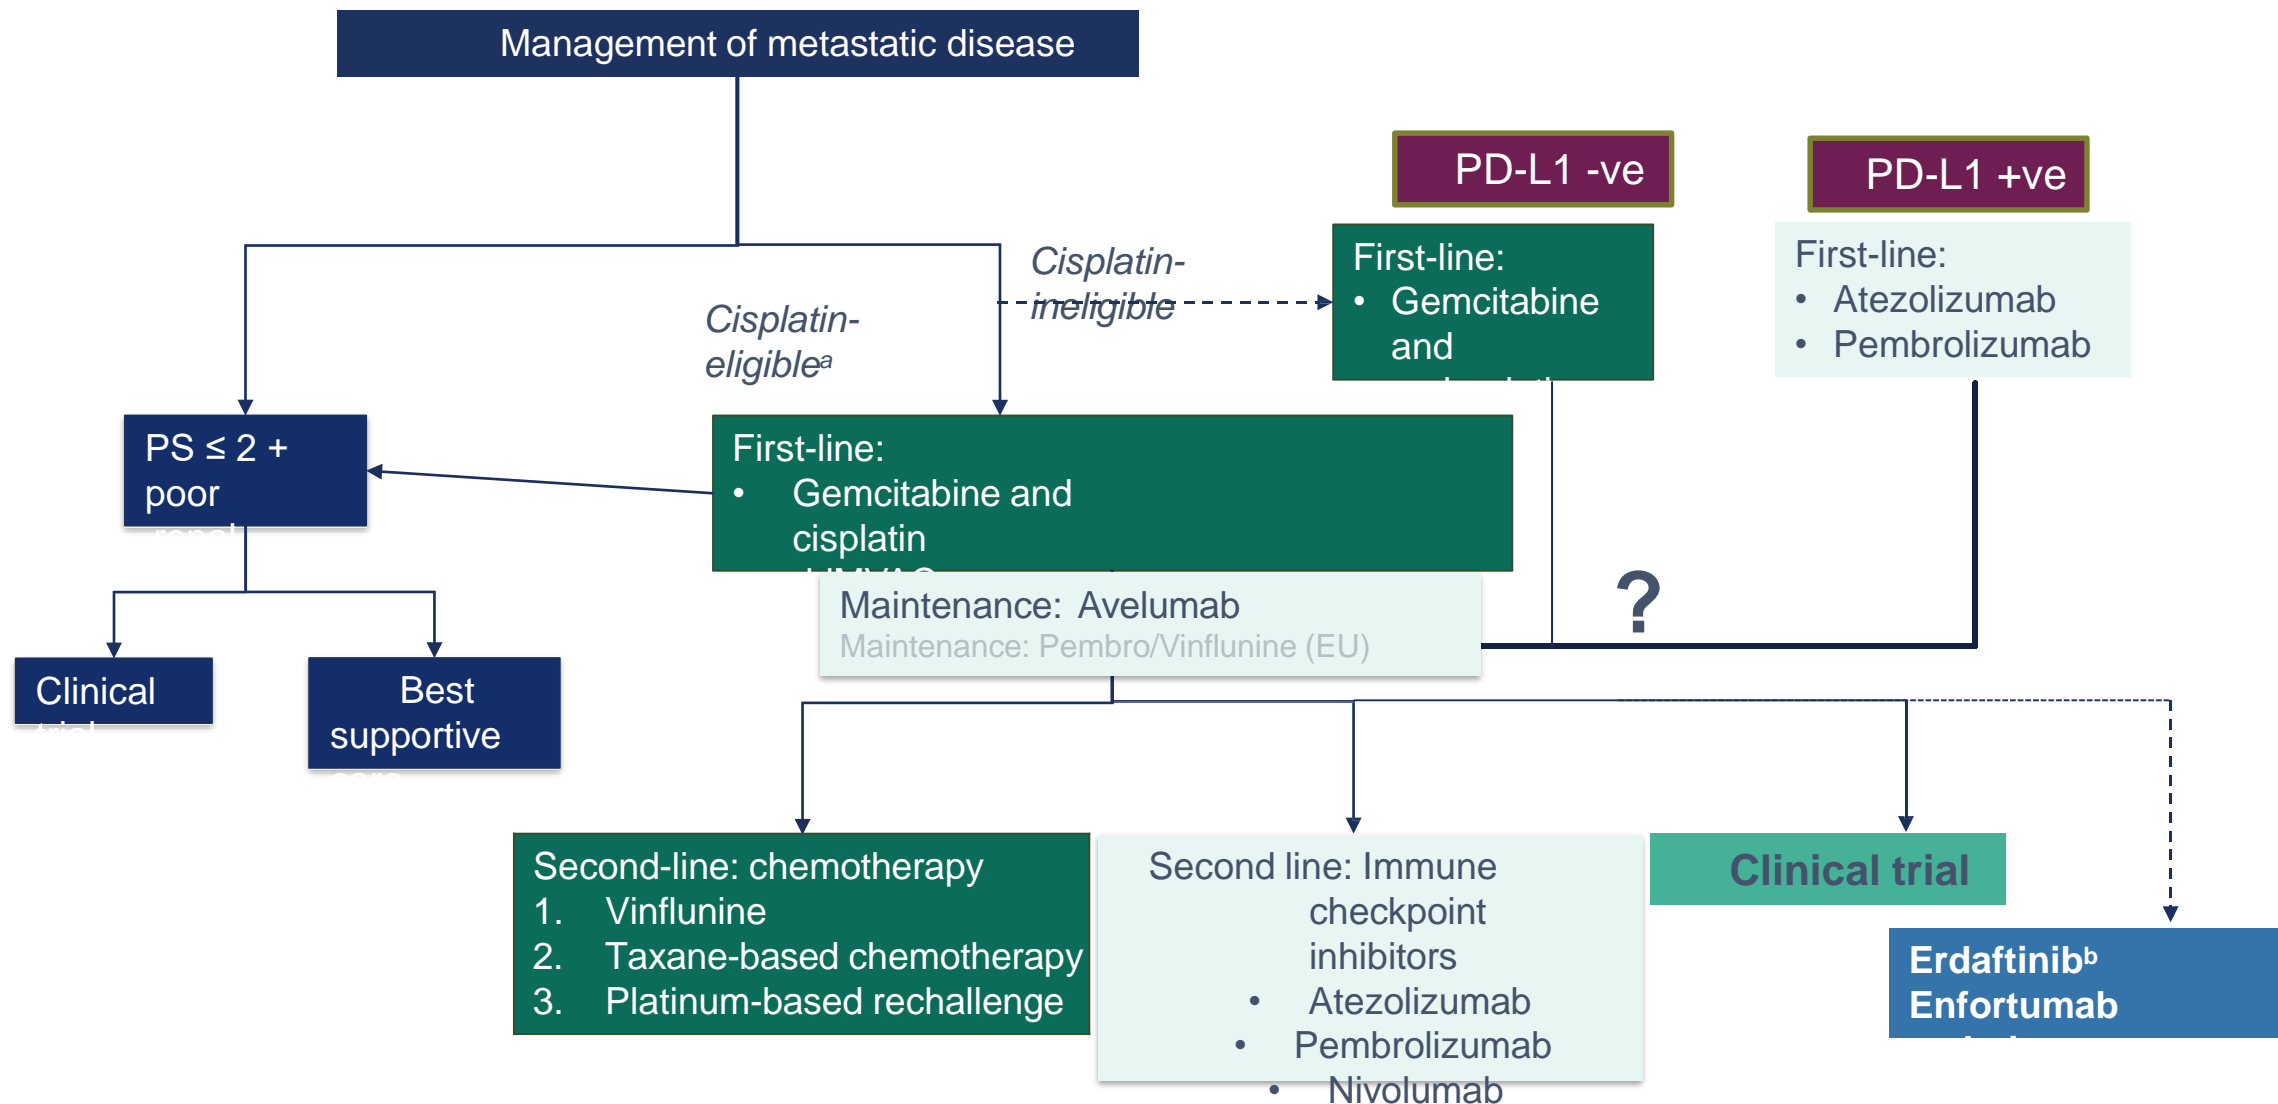 Management of metastatic disease
PD-L1 -ve
PD-L1 +ve
Cisplatin-
ineligible
First-line:
• Gemcitabine
and
First-line:
• Atezolizumab
• Pembrolizumab
Cisplatin-
eligibleᵃ
PS ≤ 2 +
poor
renal
First-line:
• Gemcitabine and
cisplatin
Maintenance: Avelumab
Maintenance: Pembro/Vinflunine (EU)
?
Clinical
trial
Best
supportive
care
Second-line: chemotherapy
1. Vinflunine
2. Taxane-based chemotherapy
3. Platinum-based rechallenge
Second line: Immune
checkpoint
inhibitors
• Atezolizumab
• Pembrolizumab
• Nivolumab
Clinical trial
Erdaftinibᵇ
Enfortumab